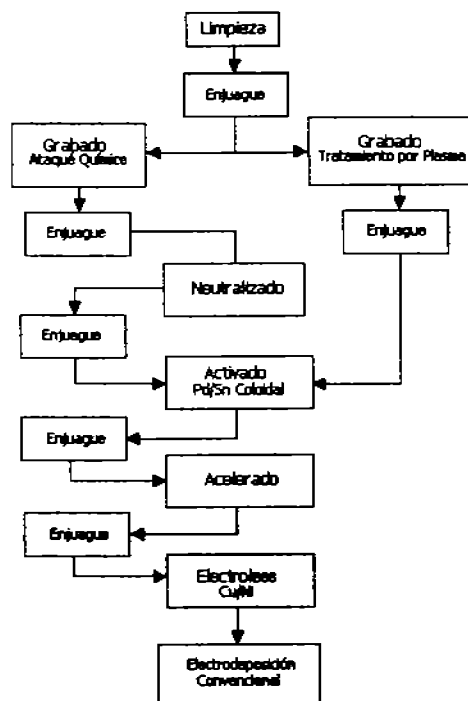 Limpieza
Enjuague
Grabado
Ataque Químico
Grabado
Tratamiento por Plasma
Enjuague
Enjuague
Neutralizado
Enjuague
Activado
Pd/Sn Coloidal
Enjuague
Acelerado
Enjuague
Electroless
Cu/Ni
Electrodeposición
Convencional